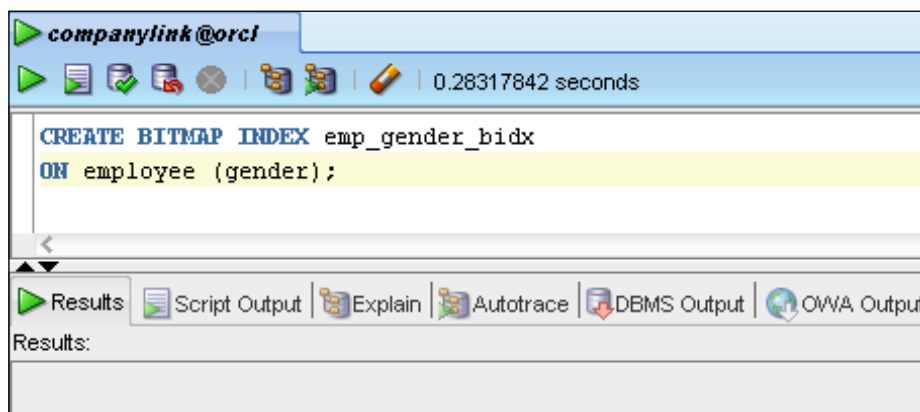 companylink@orcl
0.28317842 seconds
CREATE BITMAP INDEX emp_gender_bidx
ON employee (gender);
Results Script Output Explain Autotrace DBMS Output OWA Output
Results: